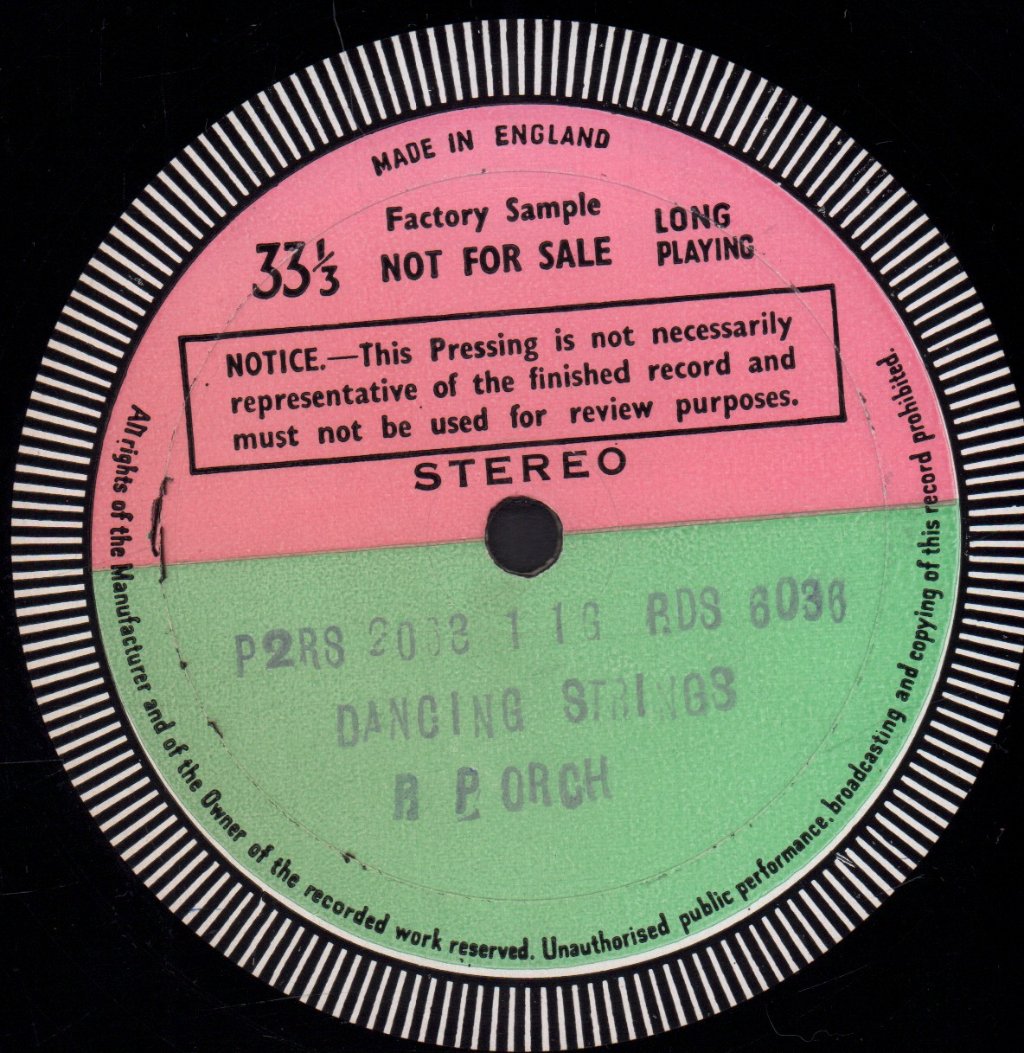 MADE IN ENGLAND
Factory Sample
NOT FOR SALE
33⅓
LONG
PLAYING
NOTICE.—This Pressing is not necessarily
representative of the finished record and
must not be used for review purposes.
STEREO
P2RS 1 1G RDS 6036
DANCING STRINGS
R P ORCH
All rights of the Manufacturer and of the Owner of the recorded work reserved. Unauthorised public performance, broadcasting and copying of this record prohibited.